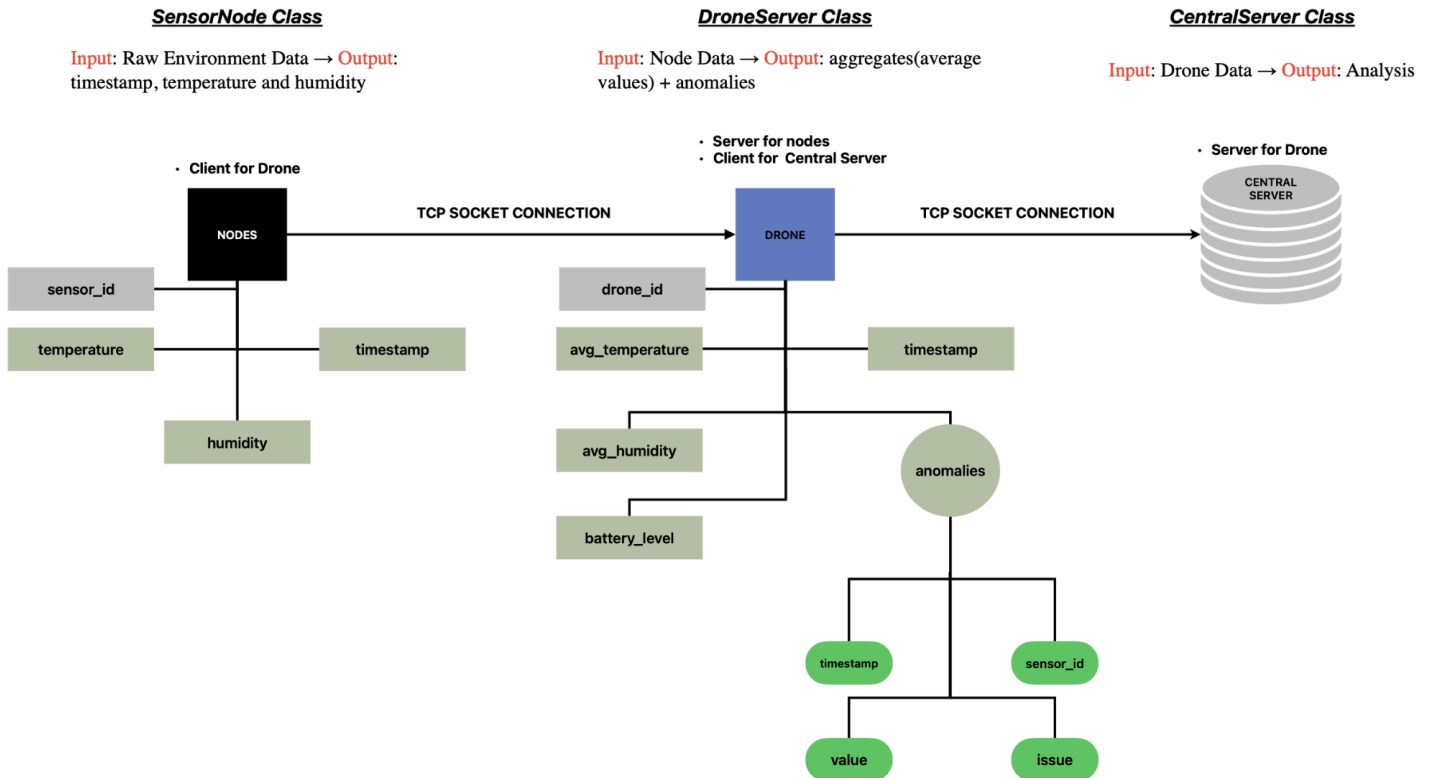 SensorNode Class
Input: Raw Environment Data → Output:
timestamp, temperature and humidity
DroneServer Class
Input: Node Data → Output: aggregates(average
values) + anomalies
CentralServer Class
Input: Drone Data → Output: Analysis
· Client for Drone
NODES
TCP SOCKET CONNECTION
· Server for nodes
· Client for Central Server
DRONE
TCP SOCKET CONNECTION
· Server for Drone
CENTRAL
SERVER
sensor_id
temperature
timestamp
humidity
drone_id
avg_temperature
timestamp
avg_humidity
anomalies
battery_level
timestamp
sensor_id
value
issue